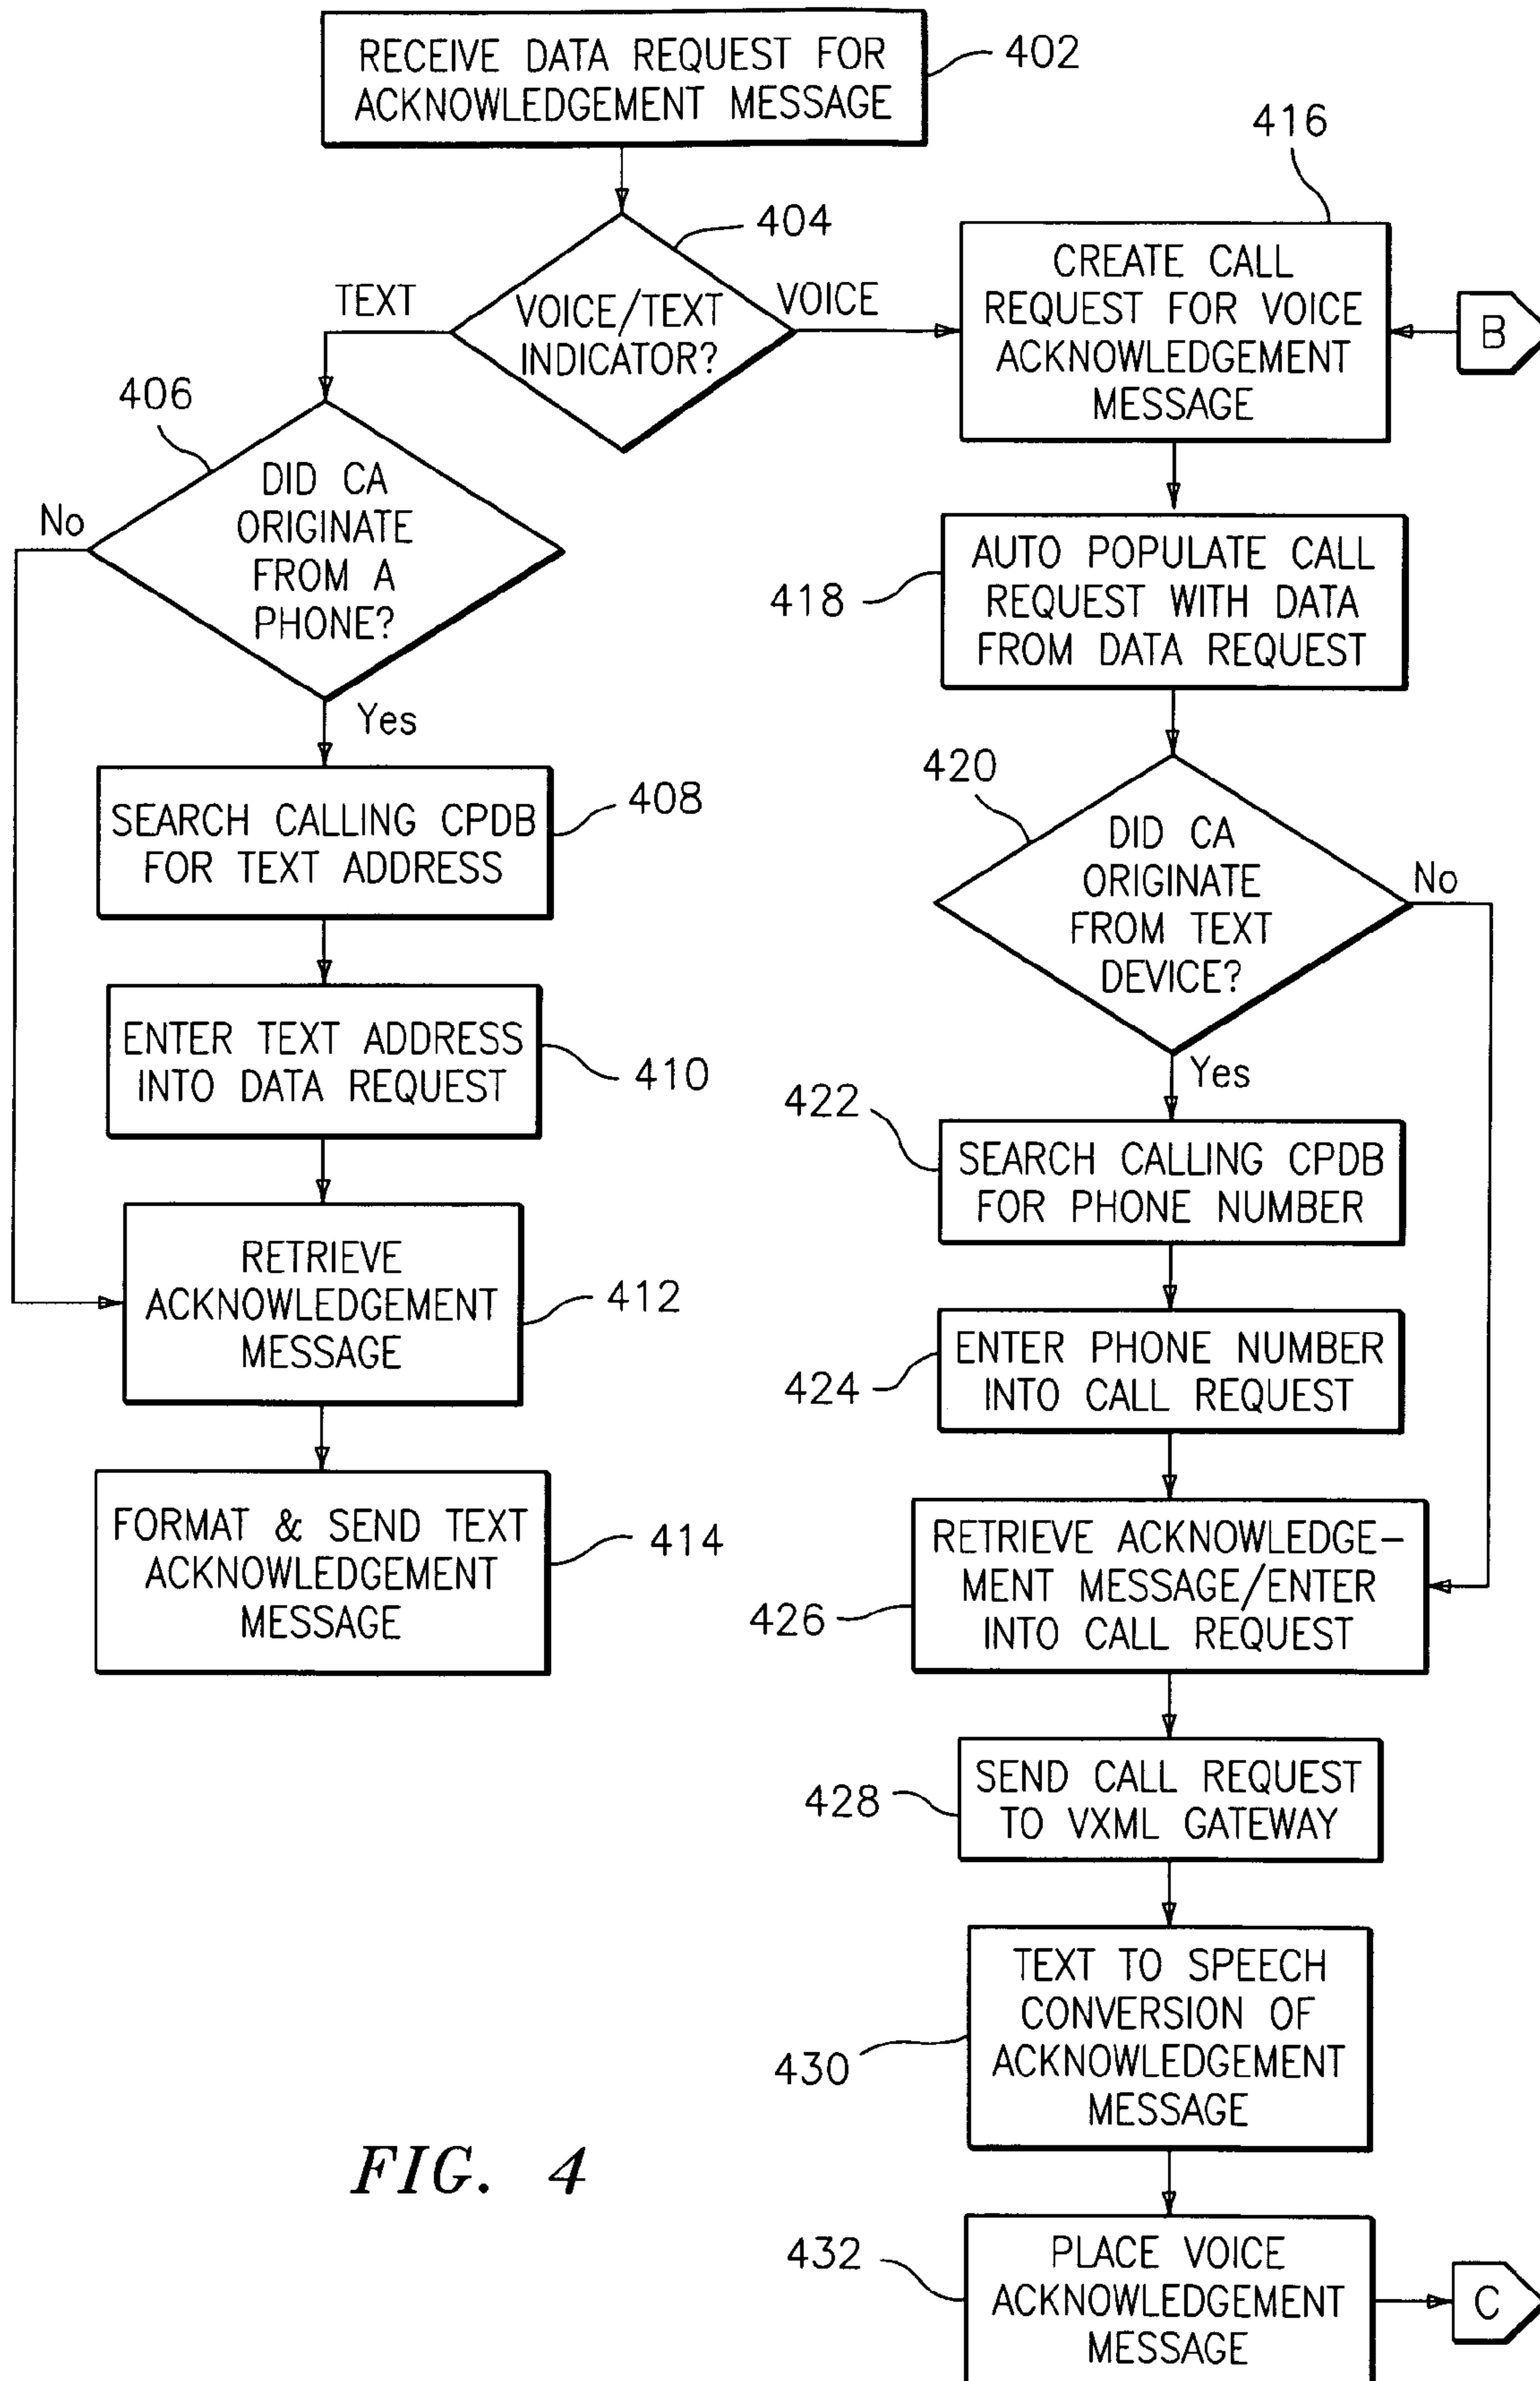 RECEIVE DATA REQUEST FOR
ACKNOWLEDGEMENT MESSAGE
402
404
VOICE/TEXT
INDICATOR?
TEXT
VOICE
406
DID CA
ORIGINATE
FROM A
PHONE?
No
Yes
SEARCH CALLING CPDB
FOR TEXT ADDRESS
408
ENTER TEXT ADDRESS
INTO DATA REQUEST
410
RETRIEVE
ACKNOWLEDGEMENT
MESSAGE
412
FORMAT & SEND TEXT
ACKNOWLEDGEMENT
MESSAGE
414
416
CREATE CALL
REQUEST FOR VOICE
ACKNOWLEDGEMENT
MESSAGE
B
418
AUTO POPULATE CALL
REQUEST WITH DATA
FROM DATA REQUEST
420
DID CA
ORIGINATE
FROM TEXT
DEVICE?
No
Yes
422
SEARCH CALLING CPDB
FOR PHONE NUMBER
424
ENTER PHONE NUMBER
INTO CALL REQUEST
426
RETRIEVE ACKNOWLEDGE-
MENT MESSAGE/ENTER
INTO CALL REQUEST
428
SEND CALL REQUEST
TO VXML GATEWAY
430
TEXT TO SPEECH
CONVERSION OF
ACKNOWLEDGEMENT
MESSAGE
432
PLACE VOICE
ACKNOWLEDGEMENT
MESSAGE
C
FIG. 4